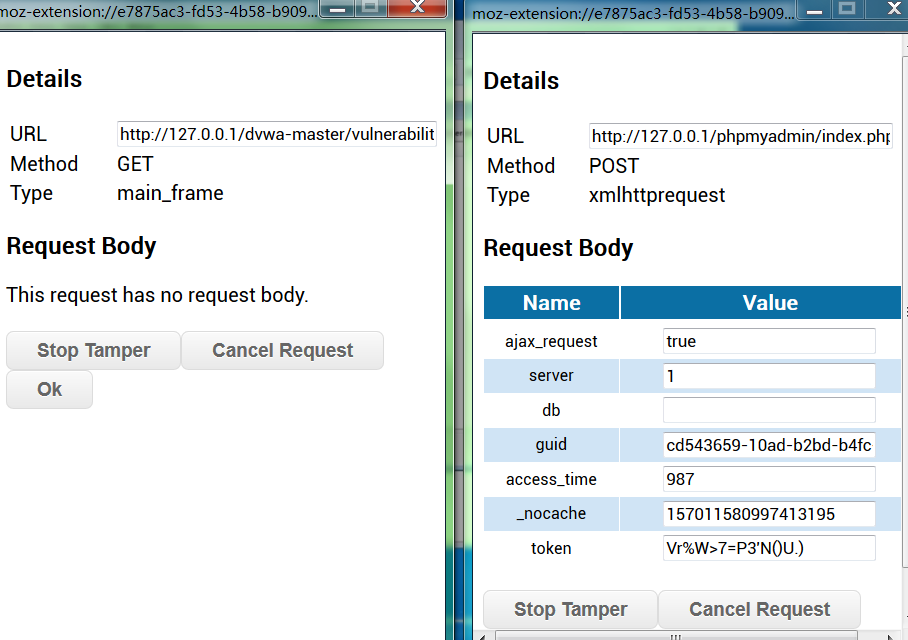 moz-extension://e7875ac3-fd53-4b58-b909...
Details
URL http://127.0.0.1/dvwa-master/vulnerabilit
Method GET
Type main_frame
Request Body
This request has no request body.
Stop Tamper Cancel Request
Ok
moz-extension://e7875ac3-fd53-4b58-b909...
Details
URL http://127.0.0.1/phpmyadmin/index.php
Method POST
Type xmlhttprequest
Request Body
Name Value
ajax_request true
server 1
db
guid cd543659-10ad-b2bd-b4fc
access_time 987
_nocache 157011580997413195
token Vr%W>7=P3'N()U.)
Stop Tamper Cancel Request